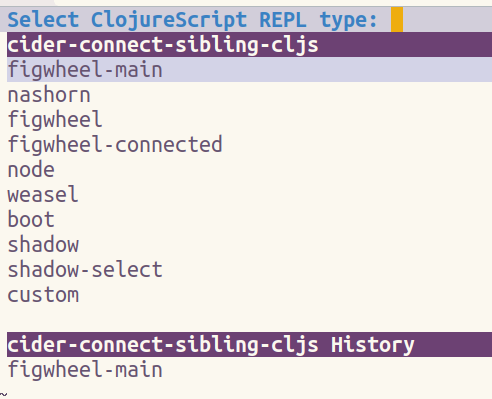 Select ClojureScript REPL type:
cider-connect-sibling-cljs
figwheel-main
nashorn
figwheel
figwheel-connected
node
weasel
boot
shadow
shadow-select
custom
cider-connect-sibling-cljs History
figwheel-main
~